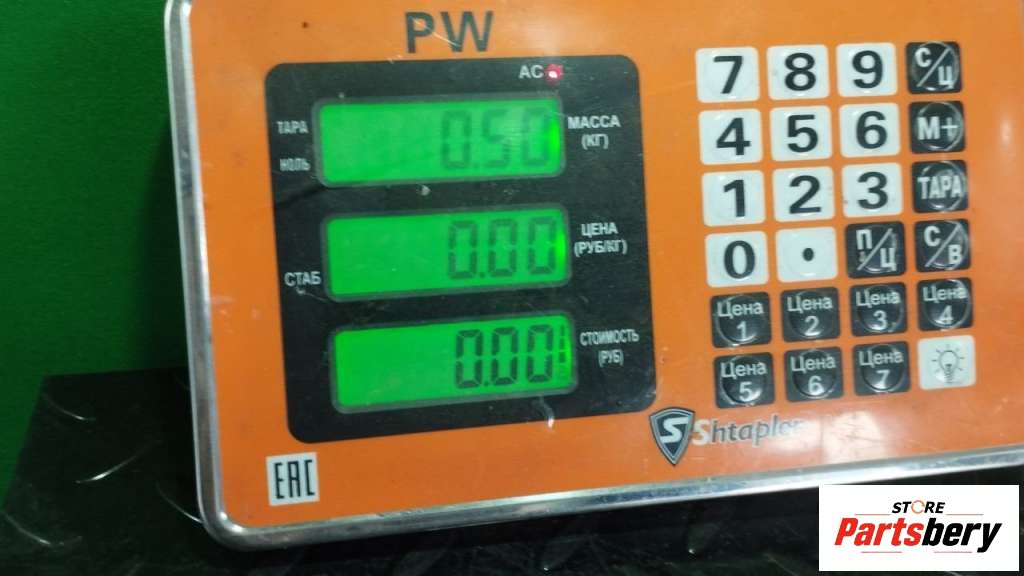 PW
AC
ТАРА
НОЛЬ
0.50
МАССА
(КГ)
0.00
ЦЕНА
(РУБ/КГ)
СТАБ
0.00
СТОИМОСТЬ
(РУБ)
7 8 9 С/Ц
4 5 6 M+
1 2 3 ТАРА
0 . П/Ц С/В
Цена 1 Цена 2 Цена 3 Цена 4
Цена 5 Цена 6 Цена 7
S Shtapler
EAC
STORE
Partsbery